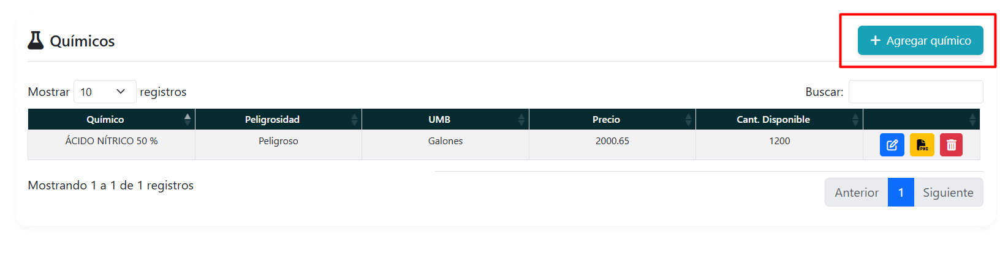 Químicos
+ Agregar químico
Mostrar 10 registros
Buscar:
Químico Peligrosidad UMB Precio Cant. Disponible
ÁCIDO NÍTRICO 50 % Peligroso Galones 2000.65 1200 PNG
Mostrando 1 a 1 de 1 registros
Anterior 1 Siguiente